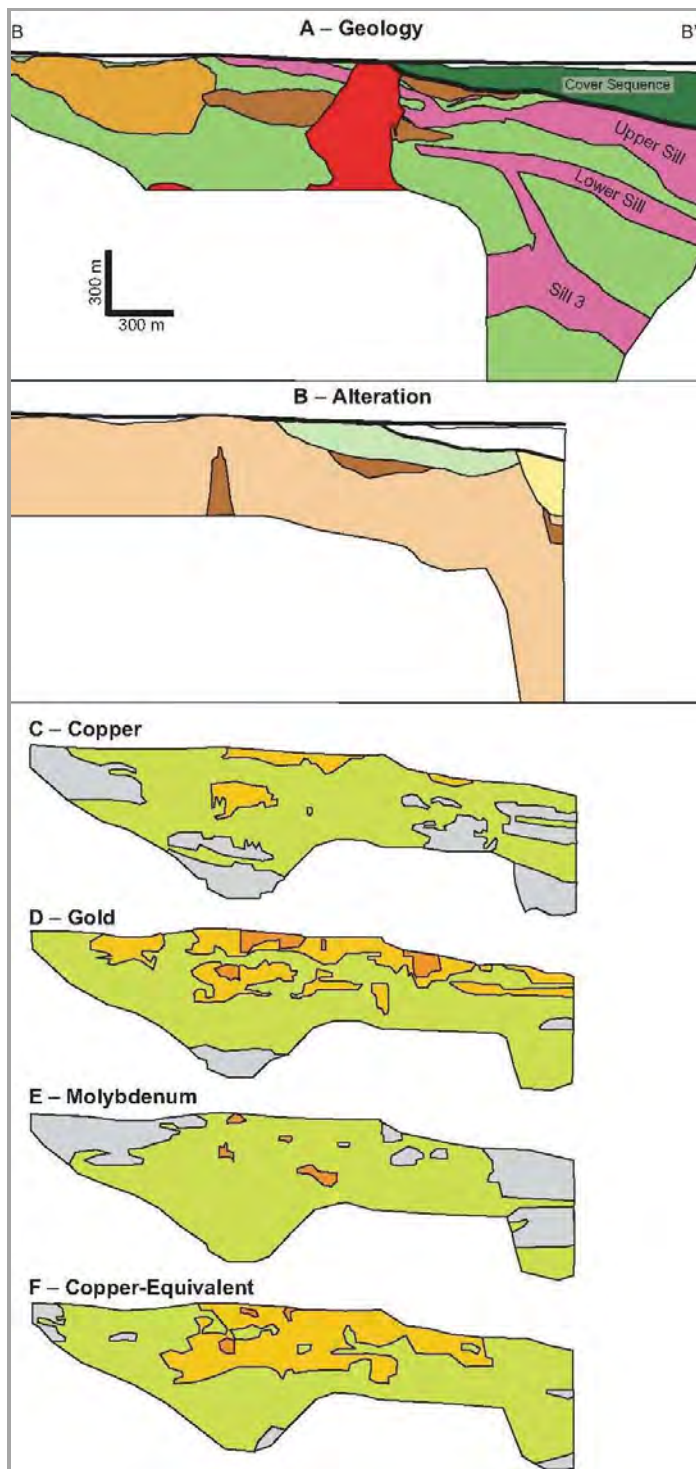 B
A – Geology
B'
Cover Sequence
Upper Sill
Lower Sill
Sill 3
300 m
300 m
B – Alteration
C – Copper
D – Gold
E – Molybdenum
F – Copper-Equivalent